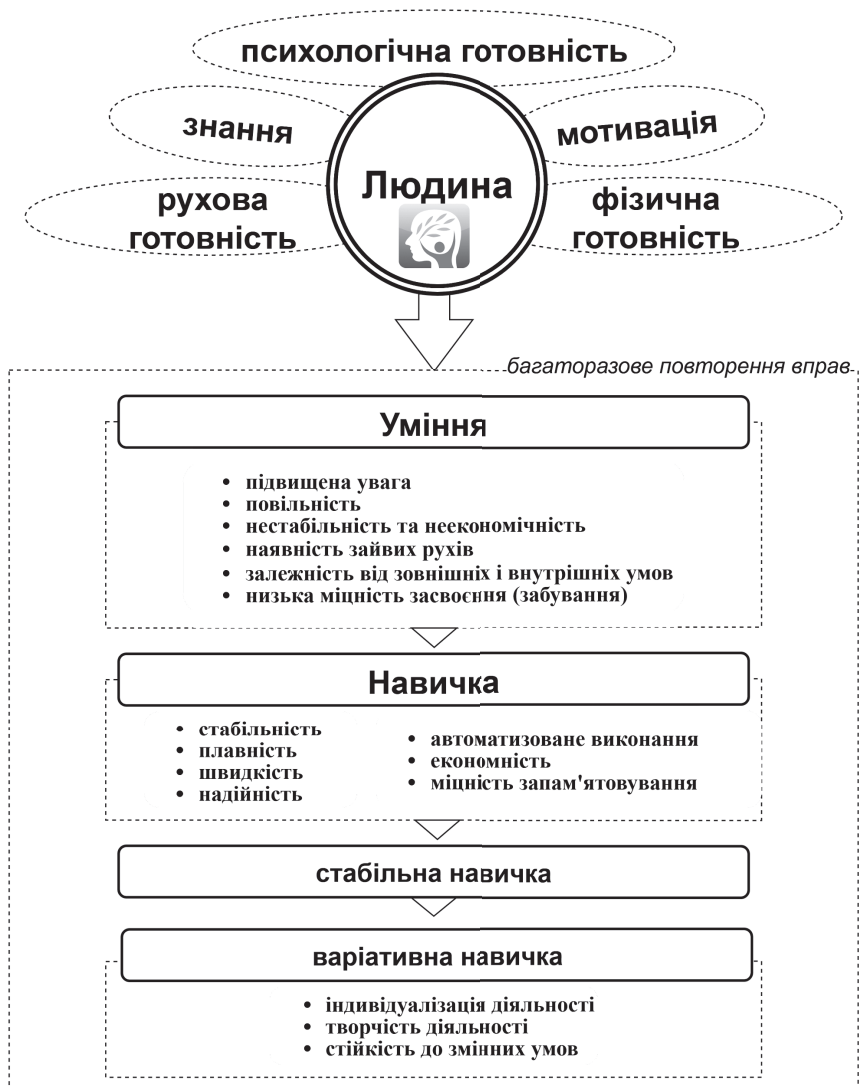 психологічна готовність
знання
мотивація
Людина
рухова
готовність
фізична
готовність
багаторазове повторення вправ
Уміння
• підвищена увага
• повільність
• нестабільність та неекономічність
• наявність зайвих рухів
• залежність від зовнішніх і внутрішніх умов
• низька міцність засвоєння (забування)
Навичка
• стабільність
• плавність
• швидкість
• надійність
• автоматизоване виконання
• економність
• міцність запам'ятовування
стабільна навичка
варіативна навичка
• індивідуалізація діяльності
• творчість діяльності
• стійкість до змінних умов